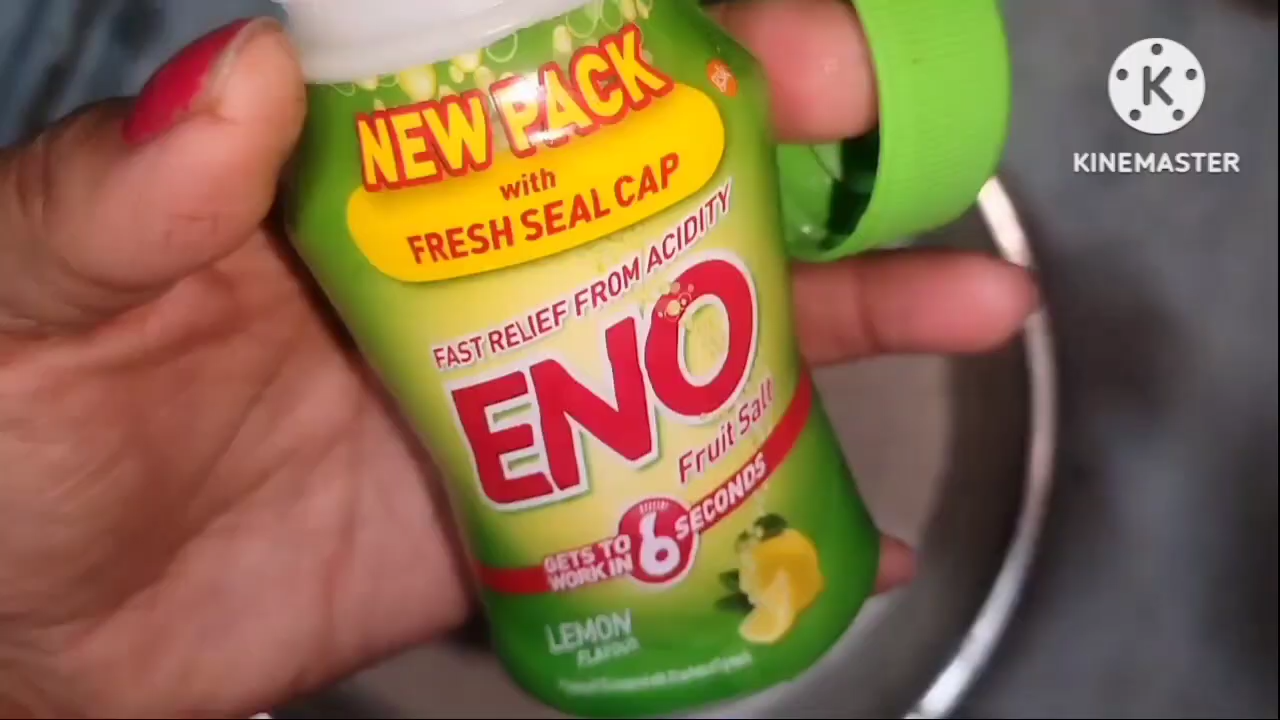 NEW PACK
with
FRESH SEAL CAP
FAST RELIEF FROM ACIDITY
ENO
Fruit Salt
GETS TO
WORK IN
6
SECONDS
LEMON
FLAVOUR
K
KINEMASTER